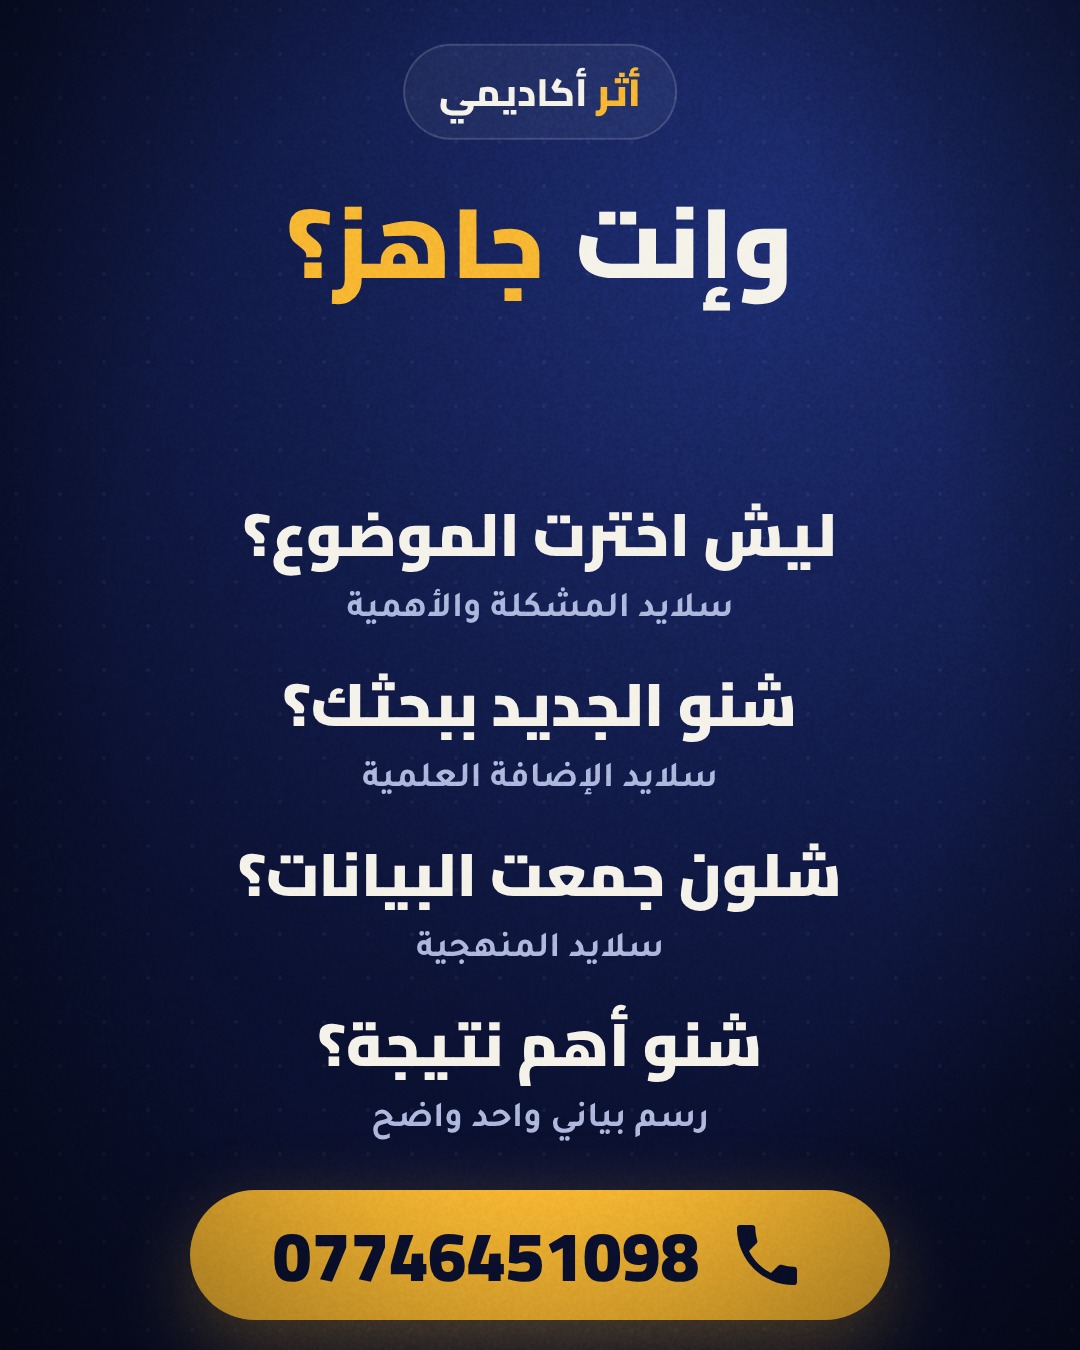 أثر أكاديمي
وإنت جاهز؟
ليش اخترت الموضوع؟
سلايد المشكلة والأهمية
شنو الجديد ببحثك؟
سلايد الإضافة العلمية
شلون جمعت البيانات؟
سلايد المنهجية
شنو أهم نتيجة؟
رسم بياني واحد واضح
07746451098